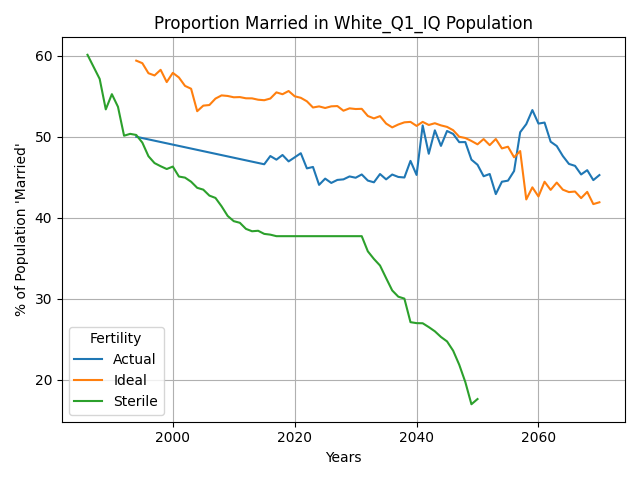 Proportion Married in White_Q1_IQ Population
% of Population 'Married'
60
50
40
30
20
Fertility
Actual
Ideal
Sterile
2000 2020 2040 2060
Years